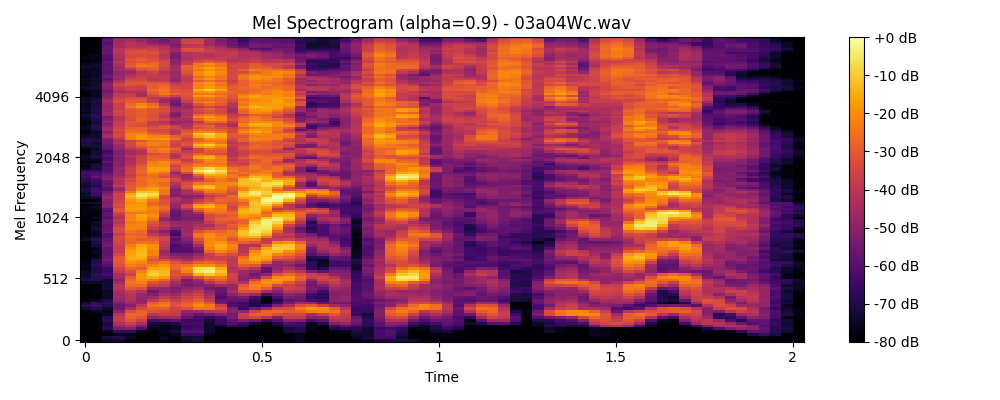 Mel Spectrogram (alpha=0.9) - 03a04Wc.wav
Mel Frequency
4096
2048
1024
512
0
0
0.5
1
1.5
2
Time
+0 dB
-10 dB
-20 dB
-30 dB
-40 dB
-50 dB
-60 dB
-70 dB
-80 dB